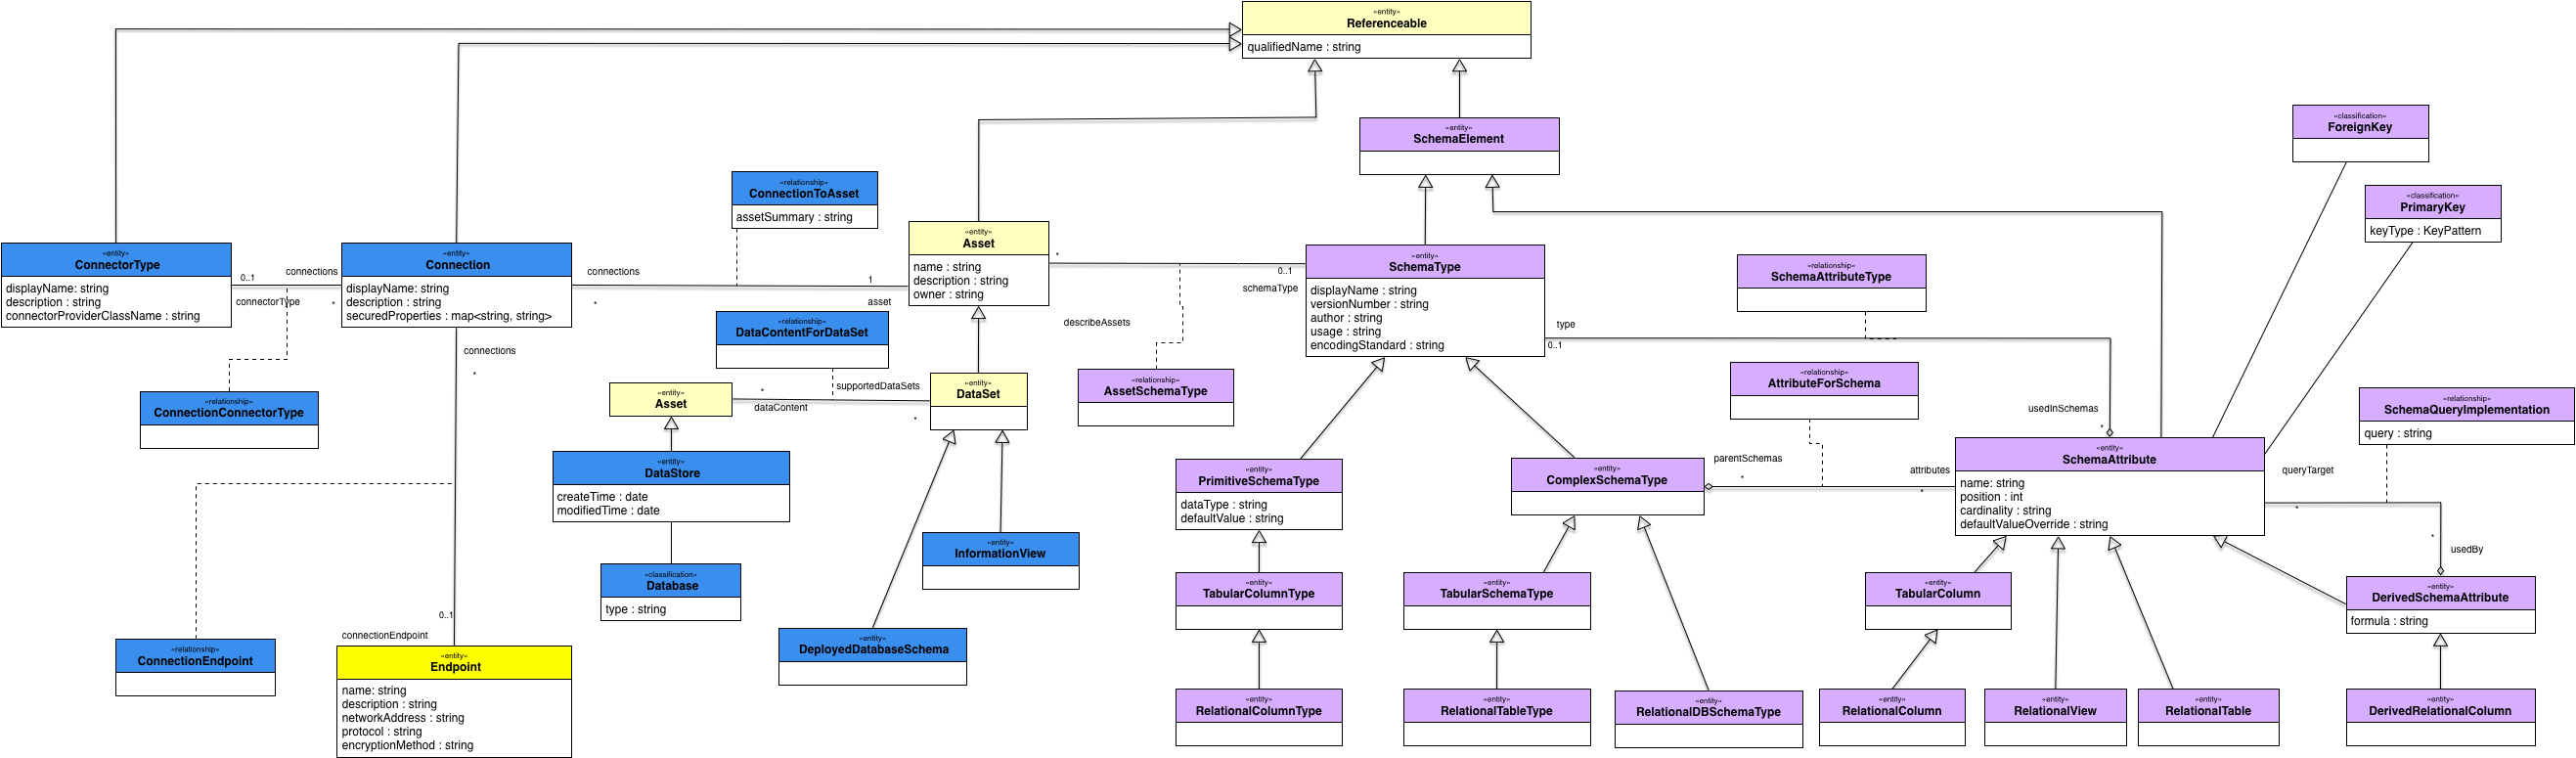 «entity»
Referenceable
qualifiedName : string
«entity»
SchemaElement
«classification»
ForeignKey
«classification»
PrimaryKey
keyType : KeyPattern
«relationship»
ConnectionToAsset
assetSummary : string
«entity»
ConnectorType
displayName: string
description : string
connectorProviderClassName : string
0..1
connections
connectorType
*
«entity»
Connection
displayName: string
description : string
securedProperties : map<string, string>
connections
*
1
asset
«entity»
Asset
name : string
description : string
owner : string
*
0..1
schemaType
describeAssets
«entity»
SchemaType
displayName : string
versionNumber : string
author : string
usage : string
encodingStandard : string
type
0..1
«relationship»
SchemaAttributeType
«relationship»
DataContentForDataSet
«relationship»
AssetSchemaType
«relationship»
AttributeForSchema
«relationship»
ConnectionConnectorType
connections
*
«entity»
Asset
*
dataContent
supportedDataSets
*
«entity»
DataSet
usedInSchemas
*
«relationship»
SchemaQueryImplementation
query : string
«entity»
DataStore
createTime : date
modifiedTime : date
«entity»
PrimitiveSchemaType
dataType : string
defaultValue : string
«entity»
ComplexSchemaType
parentSchemas
*
attributes
*
«entity»
SchemaAttribute
name: string
position : int
cardinality : string
defaultValueOverride : string
queryTarget
*
*
usedBy
«entity»
InformationView
«classification»
Database
type : string
«entity»
TabularColumnType
«entity»
TabularSchemaType
«entity»
TabularColumn
«entity»
DerivedSchemaAttribute
formula : string
0..1
connectionEndpoint
«relationship»
ConnectionEndpoint
«entity»
Endpoint
name: string
description : string
networkAddress : string
protocol : string
encryptionMethod : string
«entity»
DeployedDatabaseSchema
«entity»
RelationalColumnType
«entity»
RelationalTableType
«entity»
RelationalDBSchemaType
«entity»
RelationalColumn
«entity»
RelationalView
«entity»
RelationalTable
«entity»
DerivedRelationalColumn